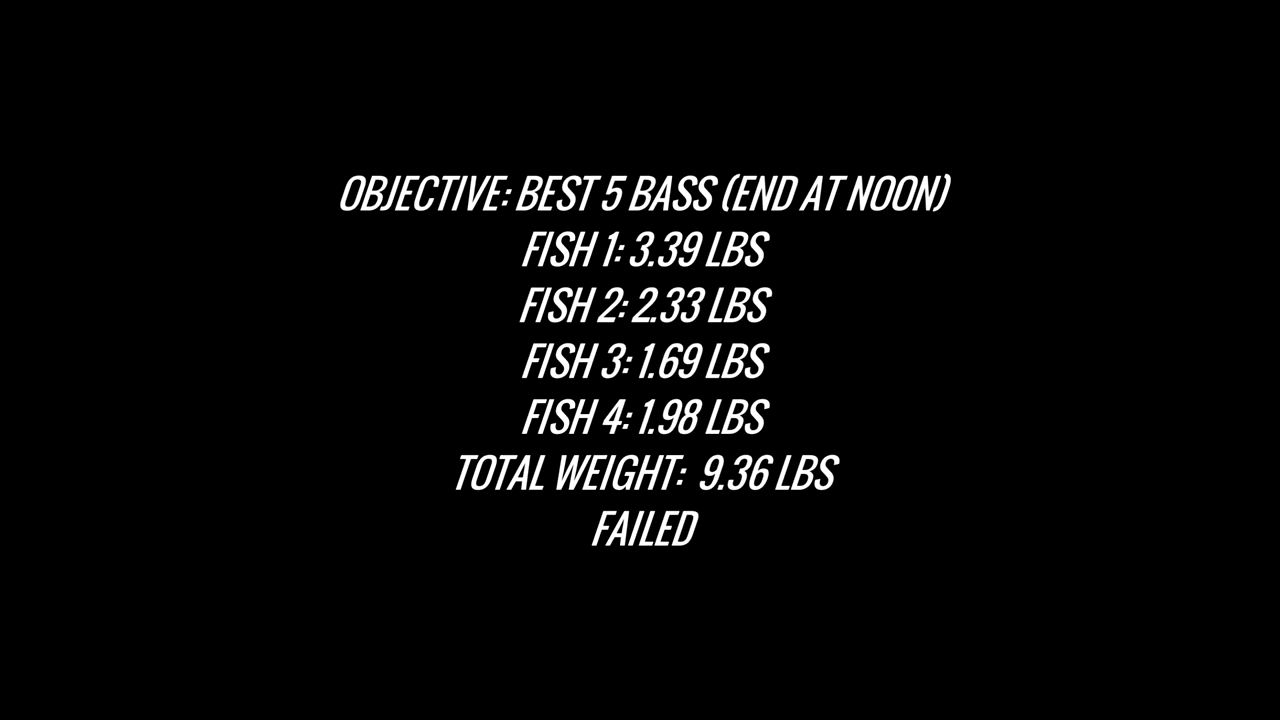 OBJECTIVE: BEST 5 BASS (END AT NOON)
FISH 1: 3.39 LBS
FISH 2: 2.33 LBS
FISH 3: 1.69 LBS
FISH 4: 1.98 LBS
TOTAL WEIGHT:  9.36 LBS
FAILED